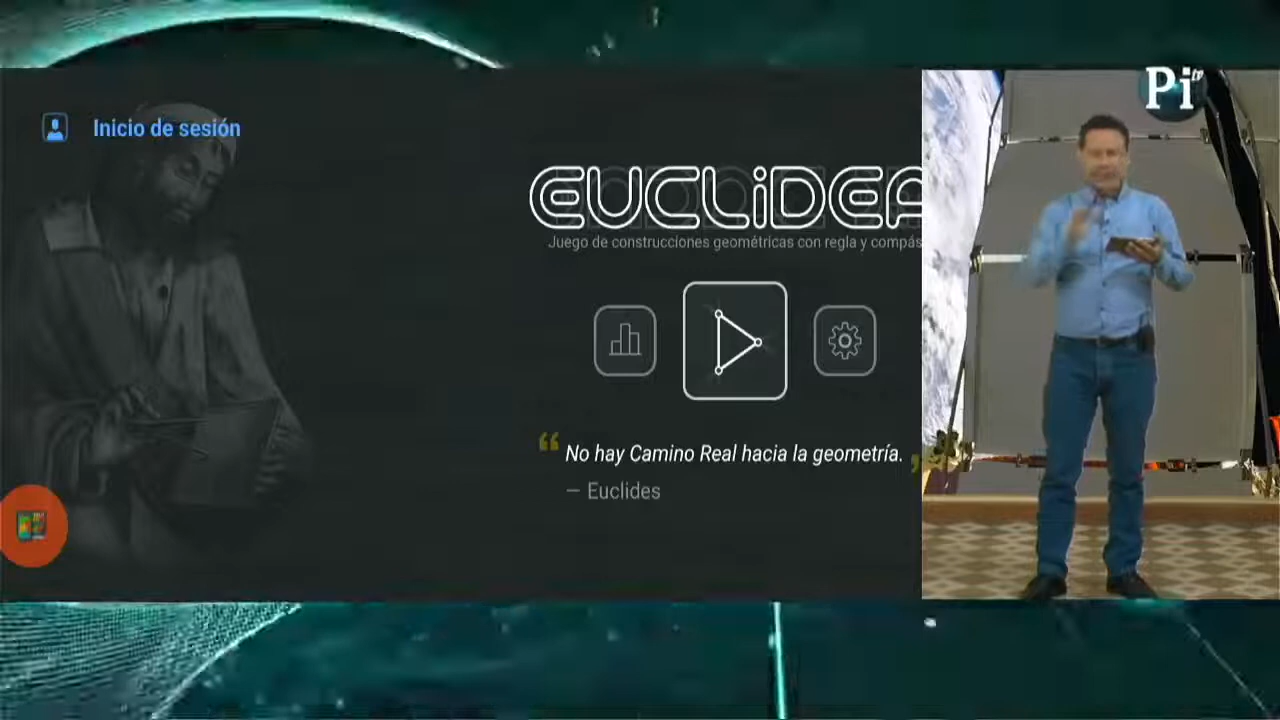 Inicio de sesión
Pi tv
EUCLiDEA
Juego de construcciones geométricas con regla y compás
“No hay Camino Real hacia la geometría.”
— Euclides